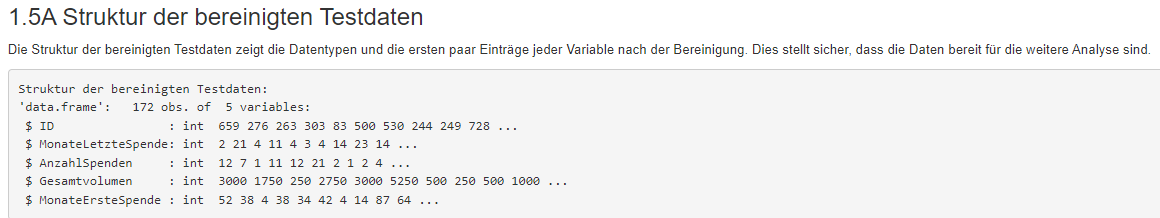 1.5A Struktur der bereinigten Testdaten
Die Struktur der bereinigten Testdaten zeigt die Datentypen und die ersten paar Einträge jeder Variable nach der Bereinigung. Dies stellt sicher, dass die Daten bereit für die weitere Analyse sind.
Struktur der bereinigten Testdaten:
'data.frame':   172 obs. of  5 variables:
 $ ID                : int  659 276 263 303 83 500 530 244 249 728 ...
 $ MonateLetzteSpende: int  2 21 4 11 4 3 4 14 23 14 ...
 $ AnzahlSpenden     : int  12 7 1 11 12 21 2 1 2 4 ...
 $ Gesamtvolumen     : int  3000 1750 250 2750 3000 5250 500 250 500 1000 ...
 $ MonateErsteSpende : int  52 38 4 38 34 42 4 14 87 64 ...